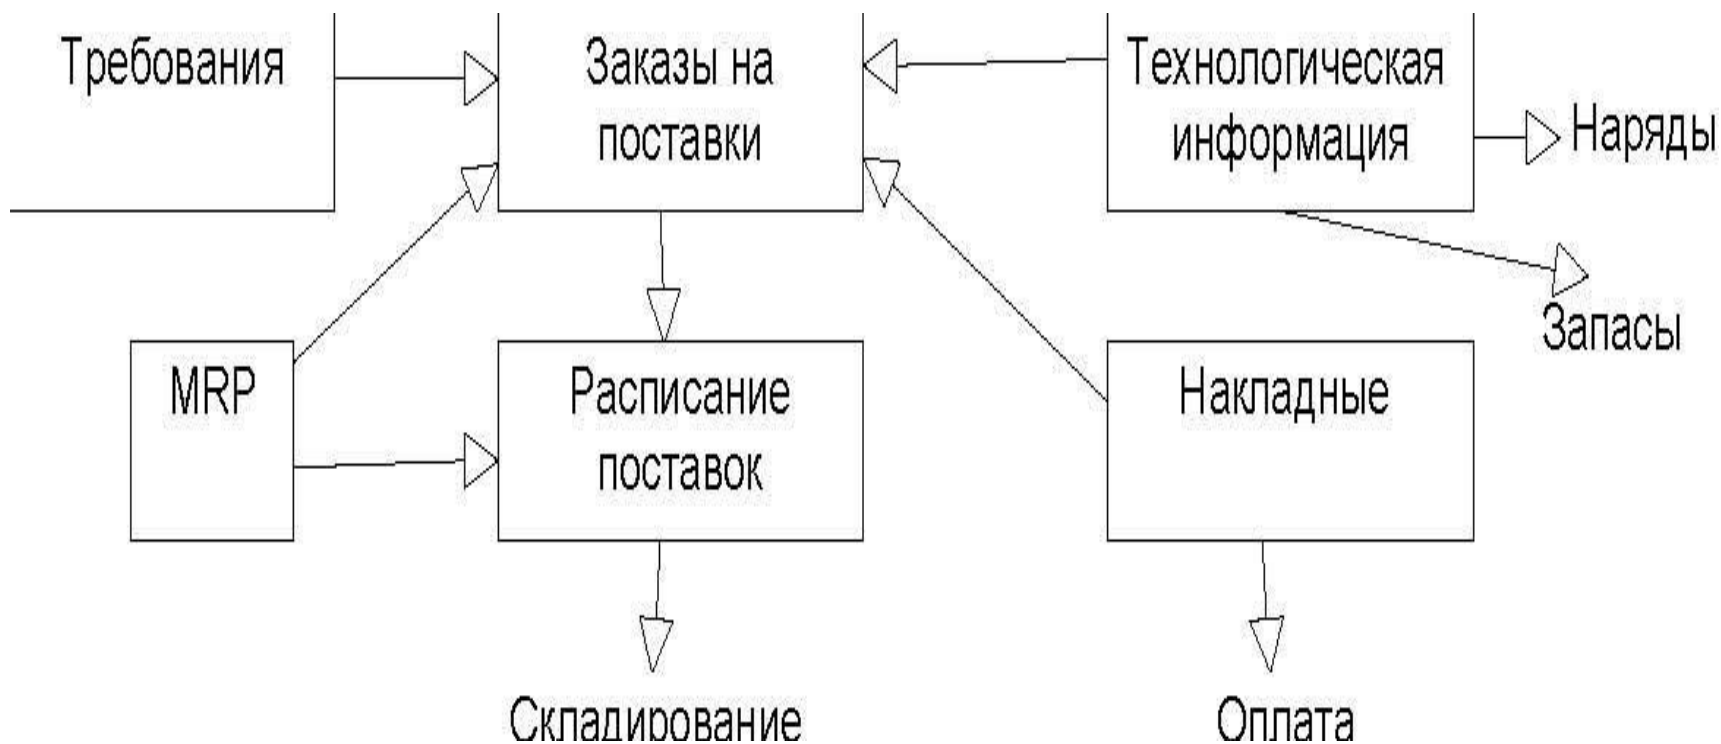 Требования
Заказы на
поставки
Технологическая
информация
Наряды
Запасы
MRP
Расписание
поставок
Накладные
Складирование
Оплата